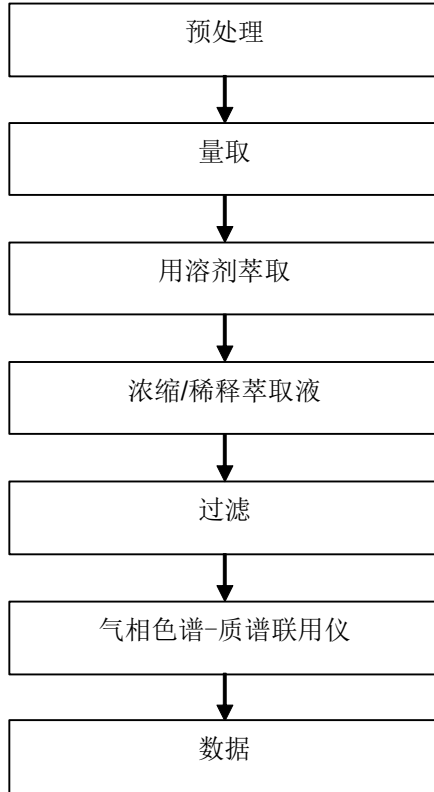 预处理
量取
用溶剂萃取
浓缩/稀释萃取液
过滤
气相色谱-质谱联用仪
数据